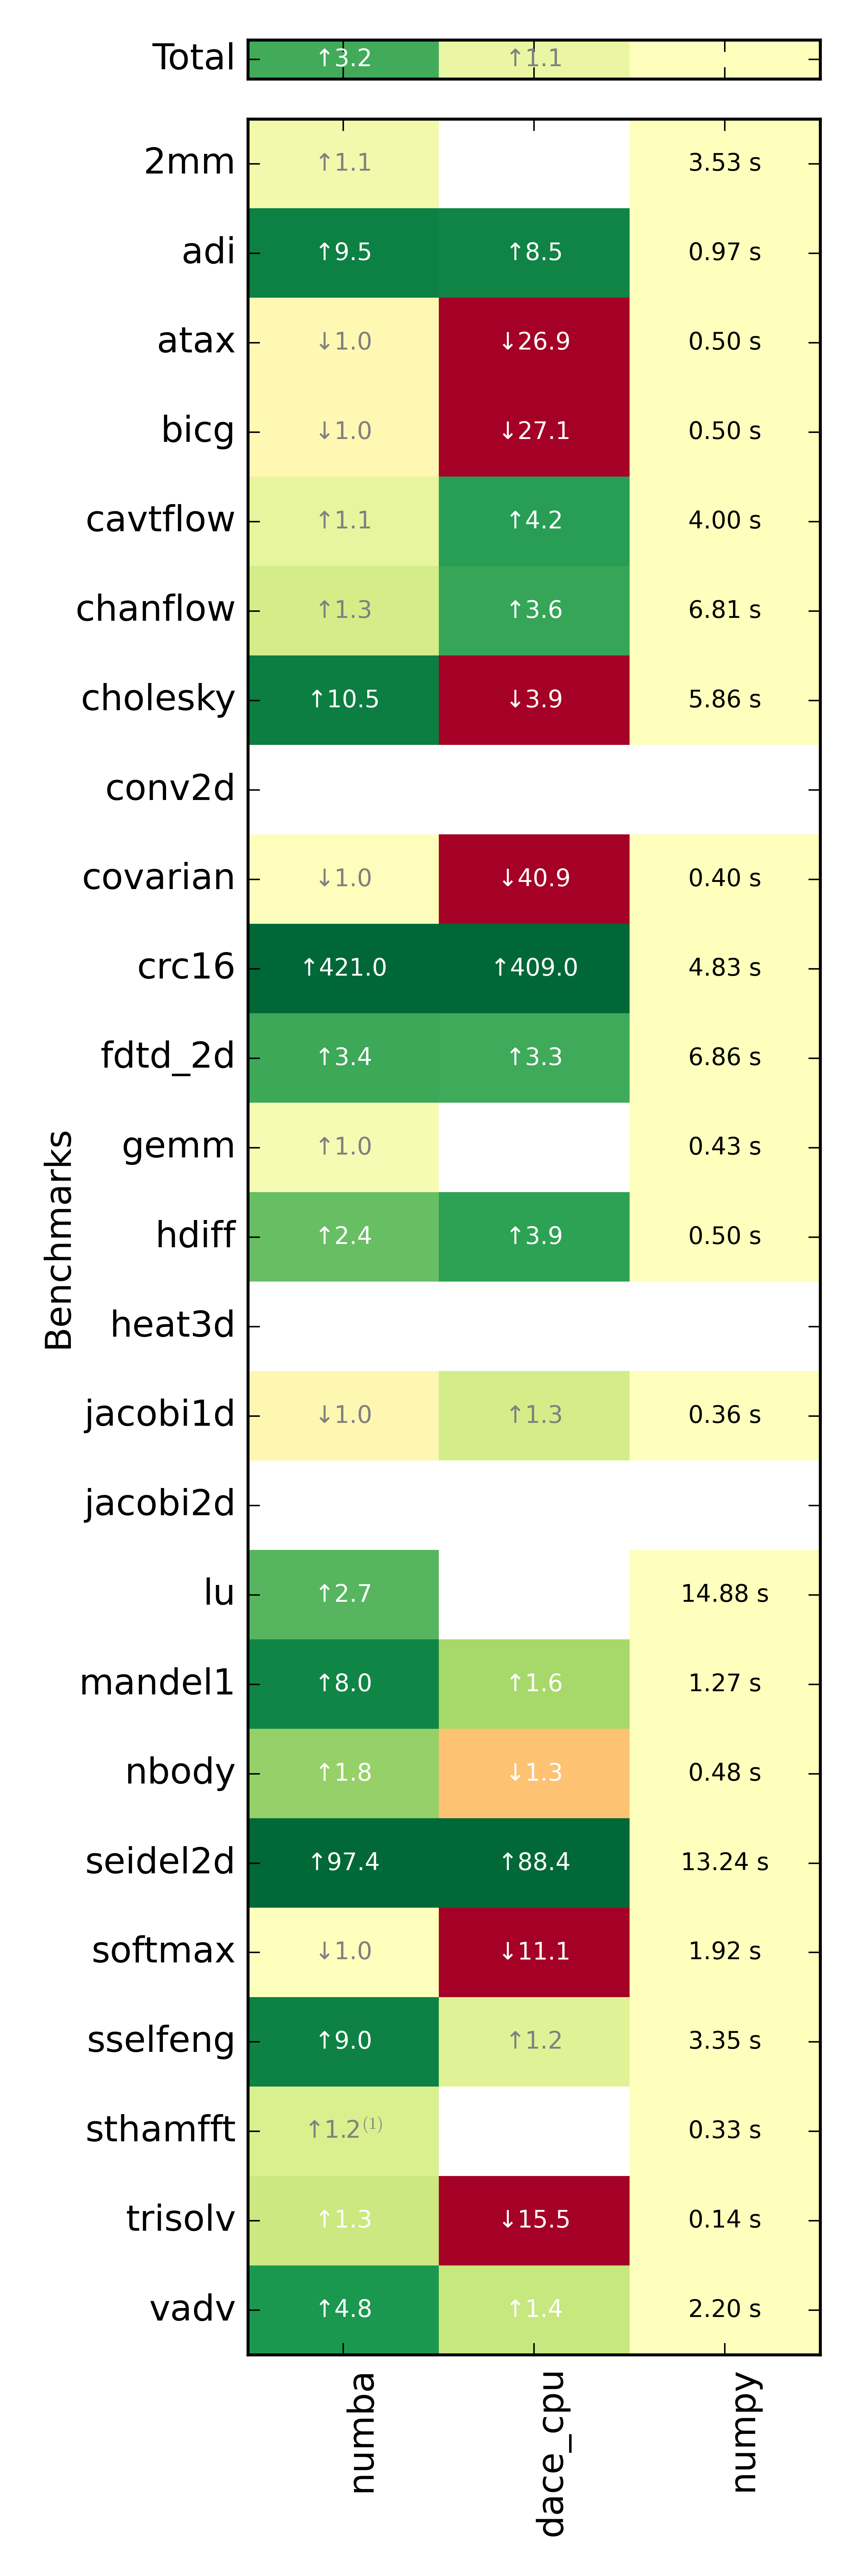 Total ↑3.2 ↑1.1
2mm ↑1.1 3.53 s
adi ↑9.5 ↑8.5 0.97 s
atax ↓1.0 ↓26.9 0.50 s
bicg ↓1.0 ↓27.1 0.50 s
cavtflow ↑1.1 ↑4.2 4.00 s
chanflow ↑1.3 ↑3.6 6.81 s
cholesky ↑10.5 ↓3.9 5.86 s
conv2d
covarian ↓1.0 ↓40.9 0.40 s
crc16 ↑421.0 ↑409.0 4.83 s
fdtd_2d ↑3.4 ↑3.3 6.86 s
gemm ↑1.0 0.43 s
Benchmarks
hdiff ↑2.4 ↑3.9 0.50 s
heat3d
jacobi1d ↓1.0 ↑1.3 0.36 s
jacobi2d
lu ↑2.7 14.88 s
mandel1 ↑8.0 ↑1.6 1.27 s
nbody ↑1.8 ↓1.3 0.48 s
seidel2d ↑97.4 ↑88.4 13.24 s
softmax ↓1.0 ↓11.1 1.92 s
sselfeng ↑9.0 ↑1.2 3.35 s
sthamfft ↑1.2(1) 0.33 s
trisolv ↑1.3 ↓15.5 0.14 s
vadv ↑4.8 ↑1.4 2.20 s
numba dace_cpu numpy